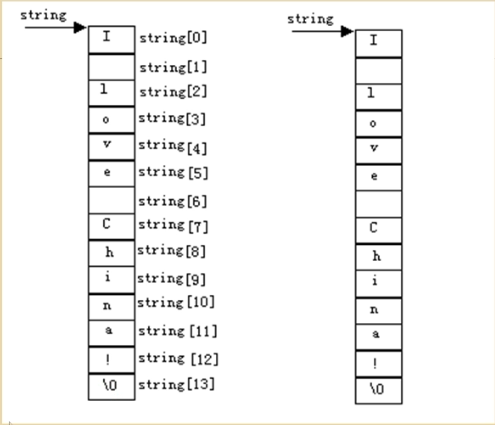 string string
I string[0] I
string[1]
l string[2] l
o string[3] o
v string[4] v
e string[5] e
string[6]
C string[7] C
h string[8] h
i string[9] i
n string[10] n
a string[11] a
! string[12] !
\0 string[13] \0